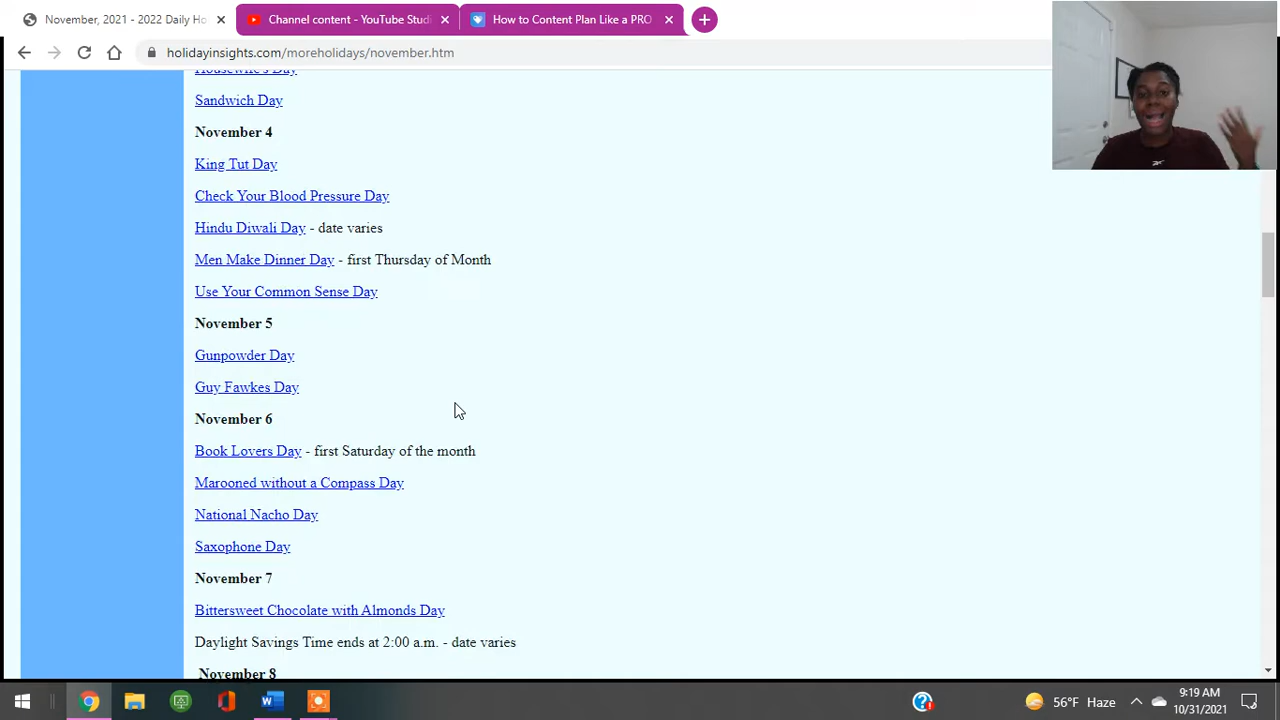 November, 2021 - 2022 Daily Ho
Channel content - YouTube Studi
How to Content Plan Like a PRO
holidayinsights.com/moreholidays/november.htm
Housewife's Day
Sandwich Day
November 4
King Tut Day
Check Your Blood Pressure Day
Hindu Diwali Day - date varies
Men Make Dinner Day - first Thursday of Month
Use Your Common Sense Day
November 5
Gunpowder Day
Guy Fawkes Day
November 6
Book Lovers Day - first Saturday of the month
Marooned without a Compass Day
National Nacho Day
Saxophone Day
November 7
Bittersweet Chocolate with Almonds Day
Daylight Savings Time ends at 2:00 a.m. - date varies
November 8
56°F Haze
9:19 AM
10/31/2021